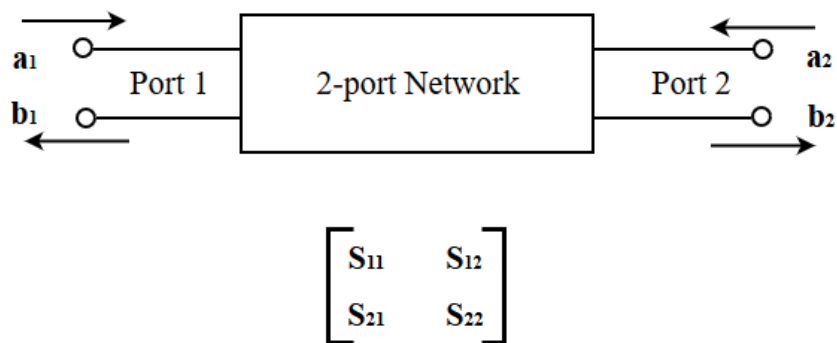 a₁ a₂
Port 1 2-port Network Port 2
b₁ b₂
S₁₁ S₁₂
S₂₁ S₂₂